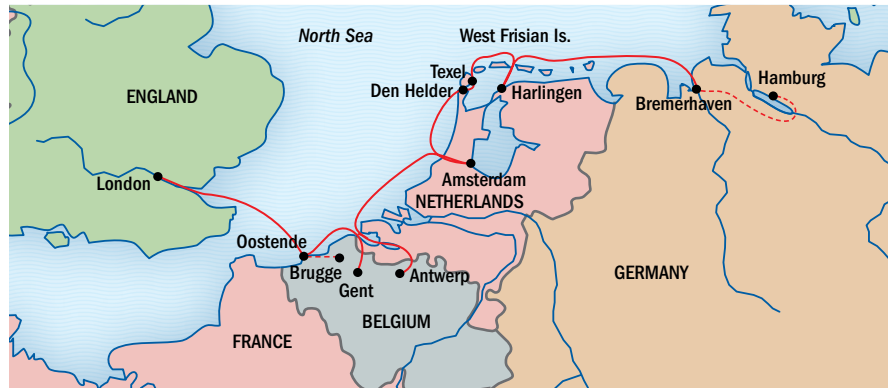 North Sea
West Frisian Is.
Texel
Den Helder
Harlingen
Hamburg
Bremerhaven
ENGLAND
London
Amsterdam
NETHERLANDS
Oostende
Brugge
Gent
Antwerp
GERMANY
BELGIUM
FRANCE